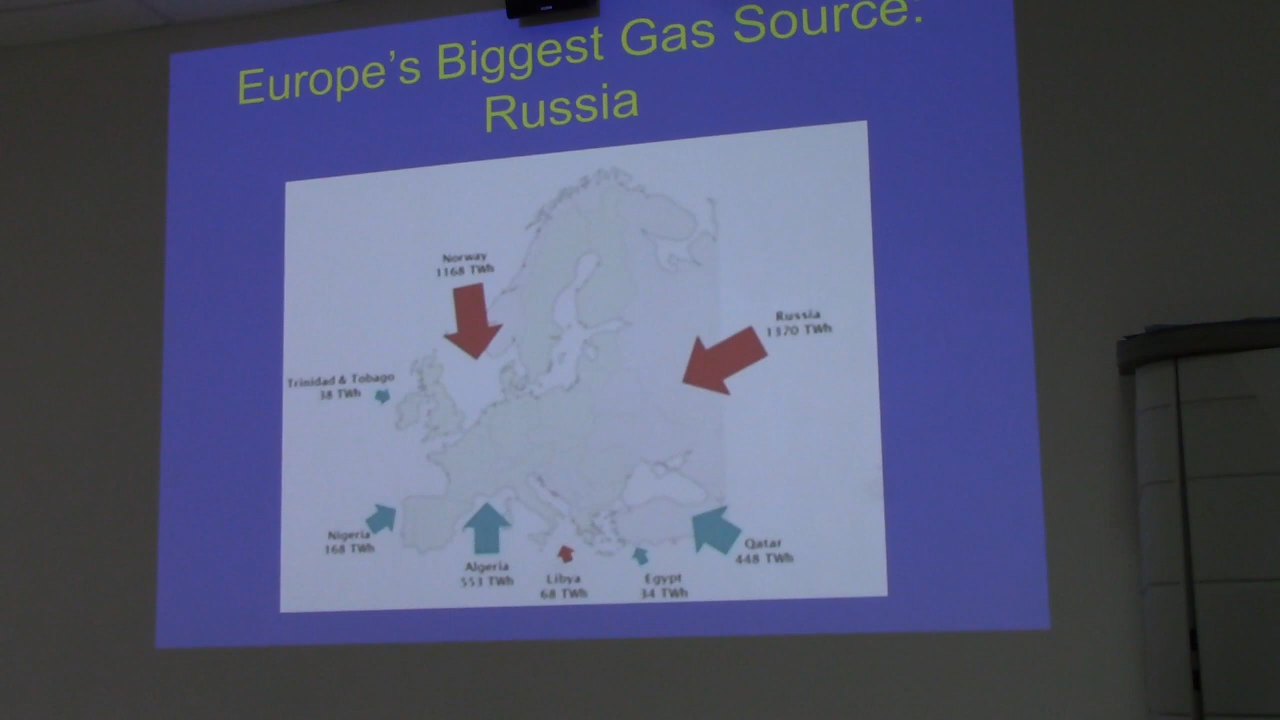 Europe's Biggest Gas Source:
Russia
Norway
1168 TWh
Russia
1370 TWh
Trinidad & Tobago
38 TWh
Nigeria
168 TWh
Algeria
553 TWh
Libya
68 TWh
Egypt
34 TWh
Qatar
448 TWh